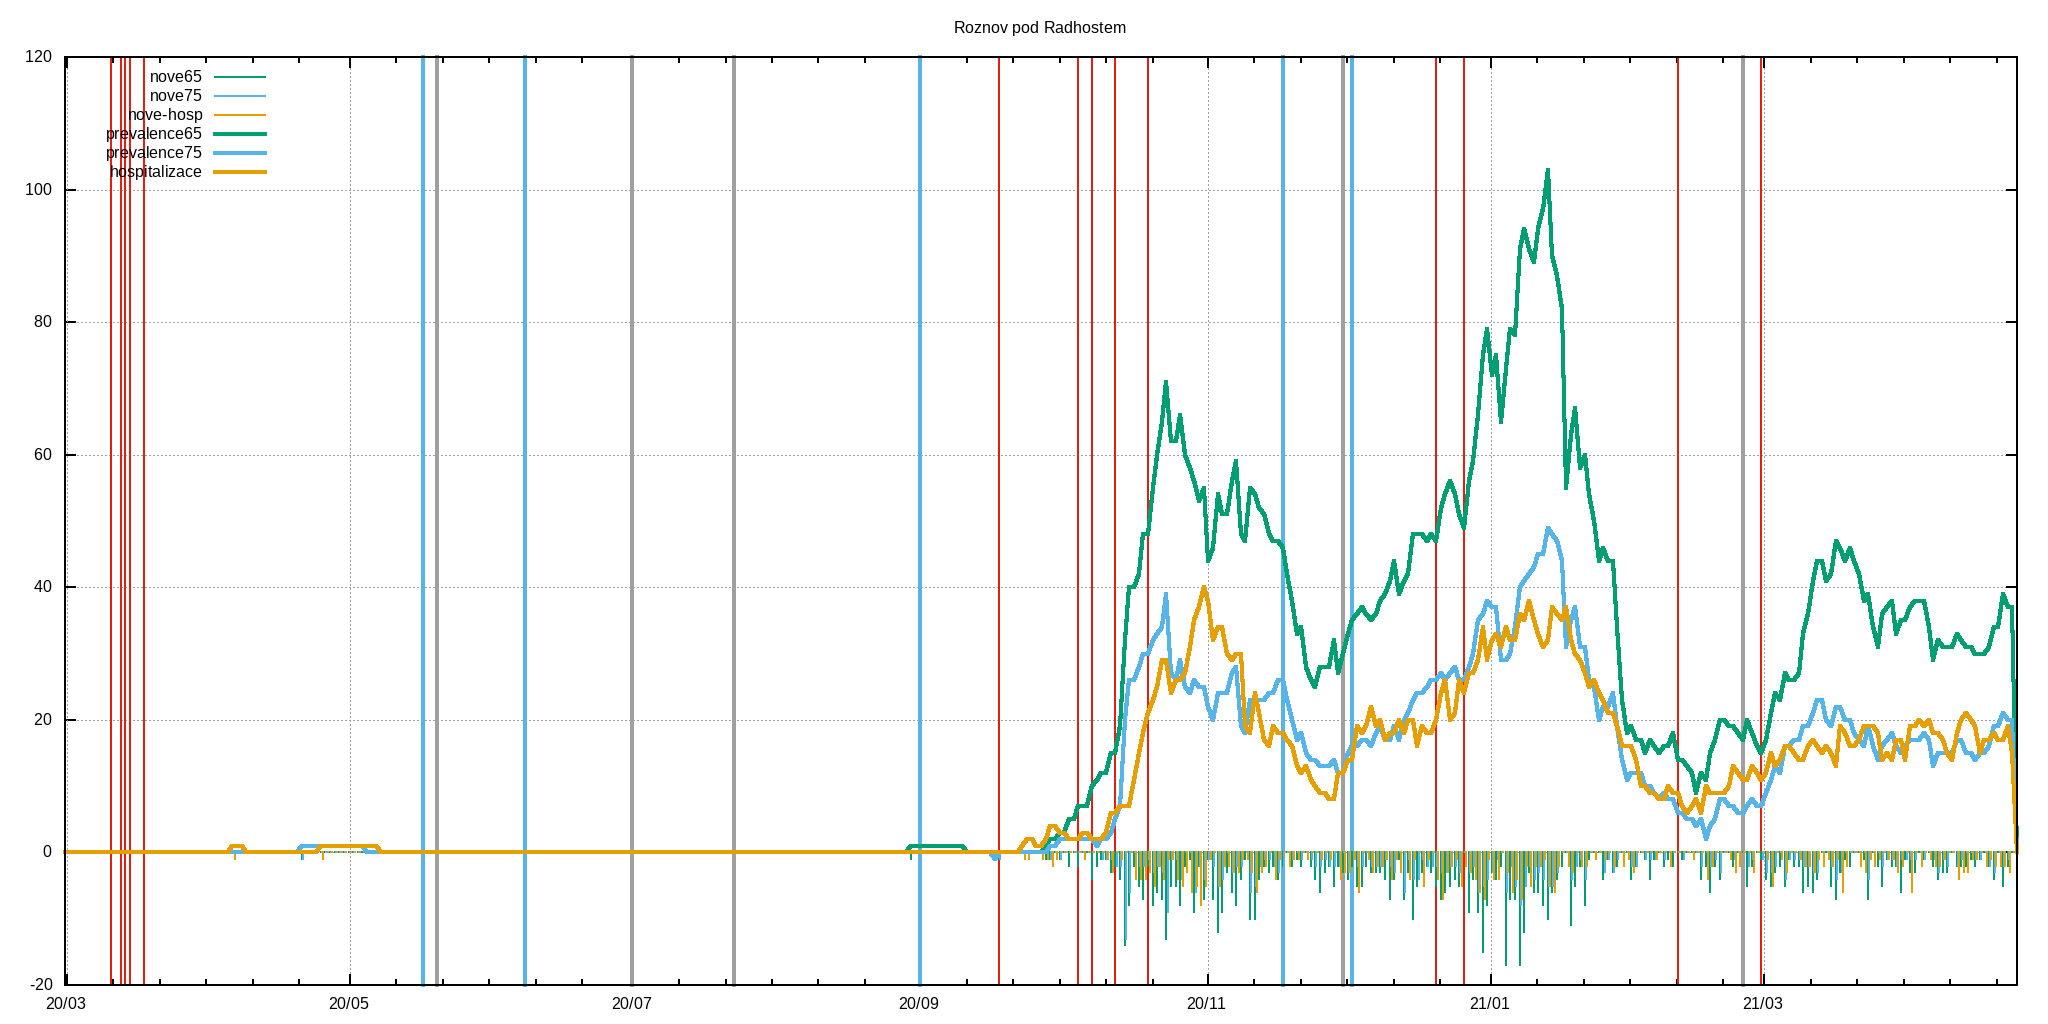 Roznov pod Radhostem
120
100
80
60
40
20
0
-20
nove65
nove75
nove-hosp
prevalence65
prevalence75
hospitalizace
20/03 20/05 20/07 20/09 20/11 21/01 21/03